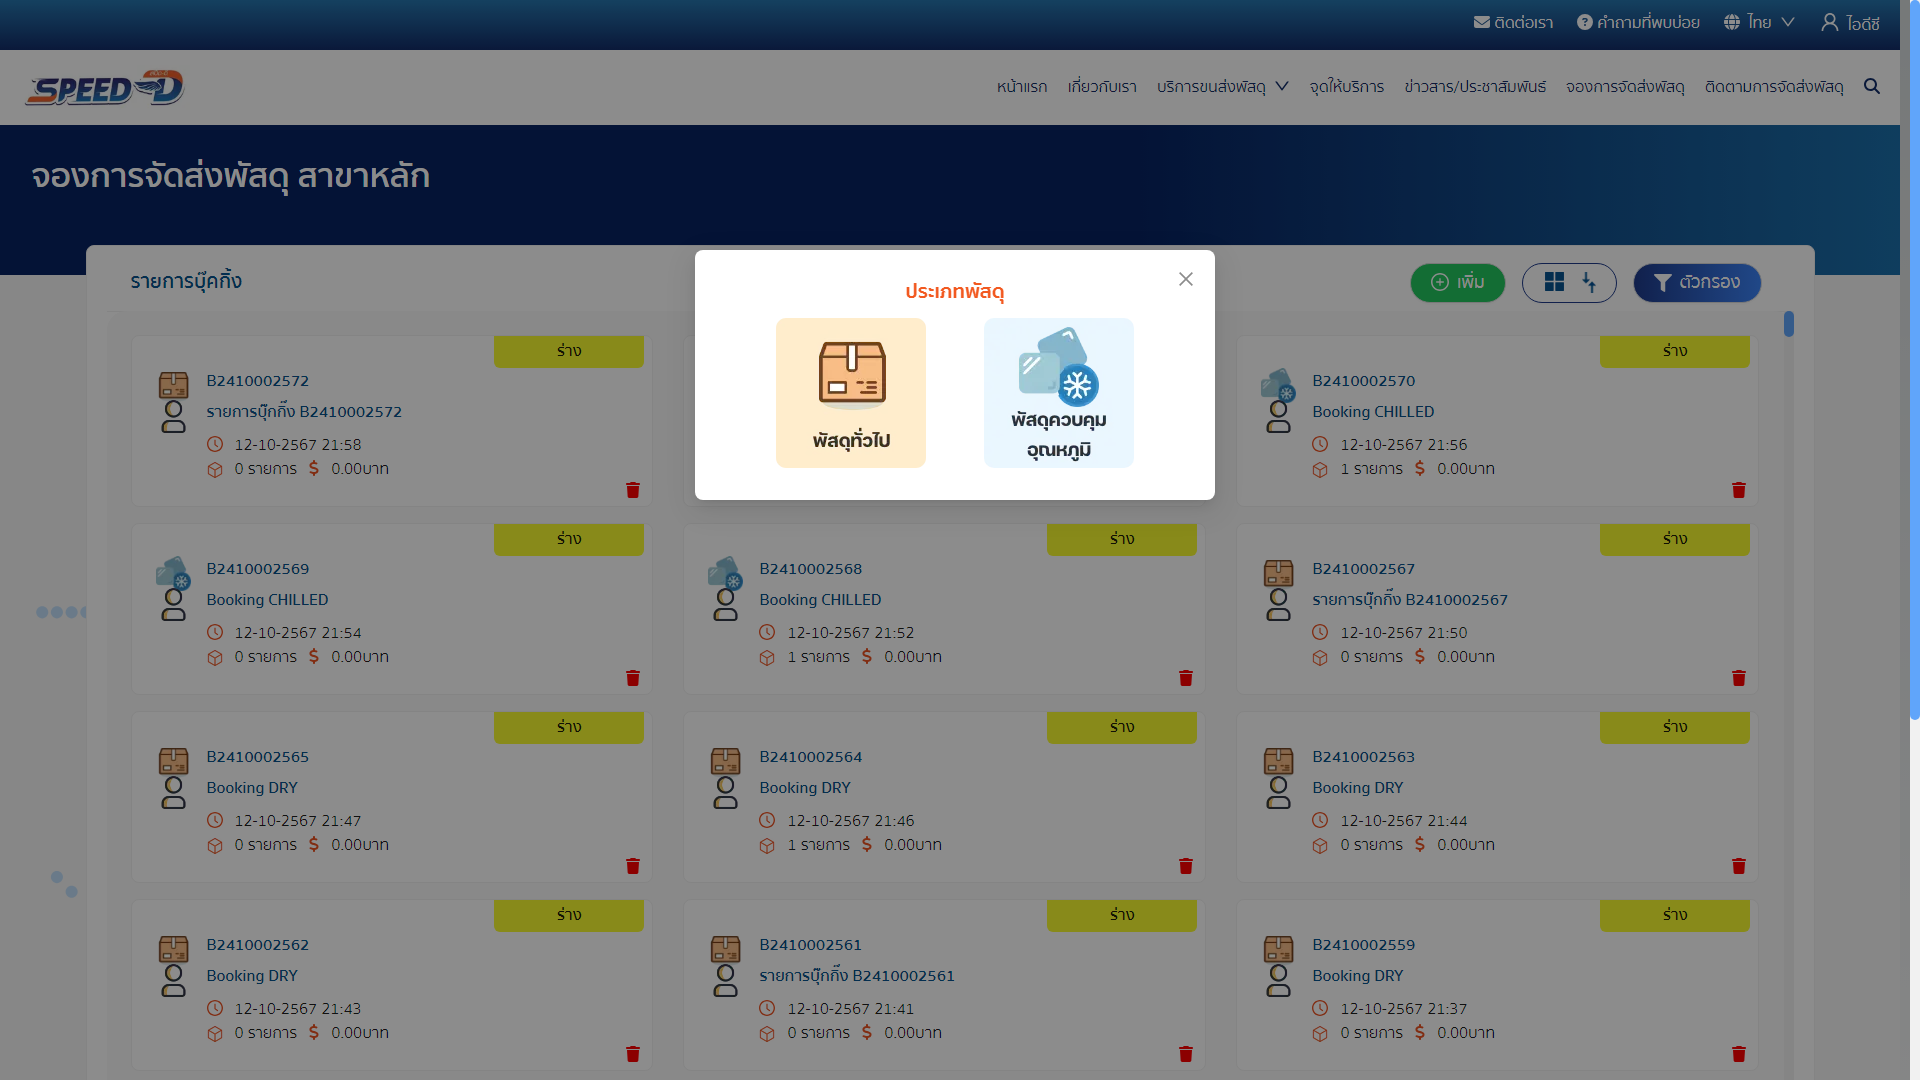 ติดต่อเรา คำถามที่พบบ่อย ไทย ไอดีซี
SPEED-D
หน้าแรก เกี่ยวกับเรา บริการขนส่งพัสดุ จุดให้บริการ ข่าวสาร/ประชาสัมพันธ์ จองการจัดส่งพัสดุ ติดตามการจัดส่งพัสดุ
จองการจัดส่งพัสดุ สาขาหลัก
รายการบุ๊คกิ้ง
เพิ่ม
ตัวกรอง
ประเภทพัสดุ
พัสดุทั่วไป
พัสดุควบคุม
อุณหภูมิ
ร่าง
B2410002572
รายการบุ๊กกิ๊ง B2410002572
12-10-2567 21:58
0 รายการ $ 0.00บาท
ร่าง
B2410002570
Booking CHILLED
12-10-2567 21:56
1 รายการ $ 0.00บาท
ร่าง
B2410002569
Booking CHILLED
12-10-2567 21:54
0 รายการ $ 0.00บาท
ร่าง
B2410002568
Booking CHILLED
12-10-2567 21:52
1 รายการ $ 0.00บาท
ร่าง
B2410002567
รายการบุ๊กกิ๊ง B2410002567
12-10-2567 21:50
0 รายการ $ 0.00บาท
ร่าง
B2410002565
Booking DRY
12-10-2567 21:47
0 รายการ $ 0.00บาท
ร่าง
B2410002564
Booking DRY
12-10-2567 21:46
1 รายการ $ 0.00บาท
ร่าง
B2410002563
Booking DRY
12-10-2567 21:44
0 รายการ $ 0.00บาท
ร่าง
B2410002562
Booking DRY
12-10-2567 21:43
0 รายการ $ 0.00บาท
ร่าง
B2410002561
รายการบุ๊กกิ๊ง B2410002561
12-10-2567 21:41
0 รายการ $ 0.00บาท
ร่าง
B2410002559
Booking DRY
12-10-2567 21:37
0 รายการ $ 0.00บาท